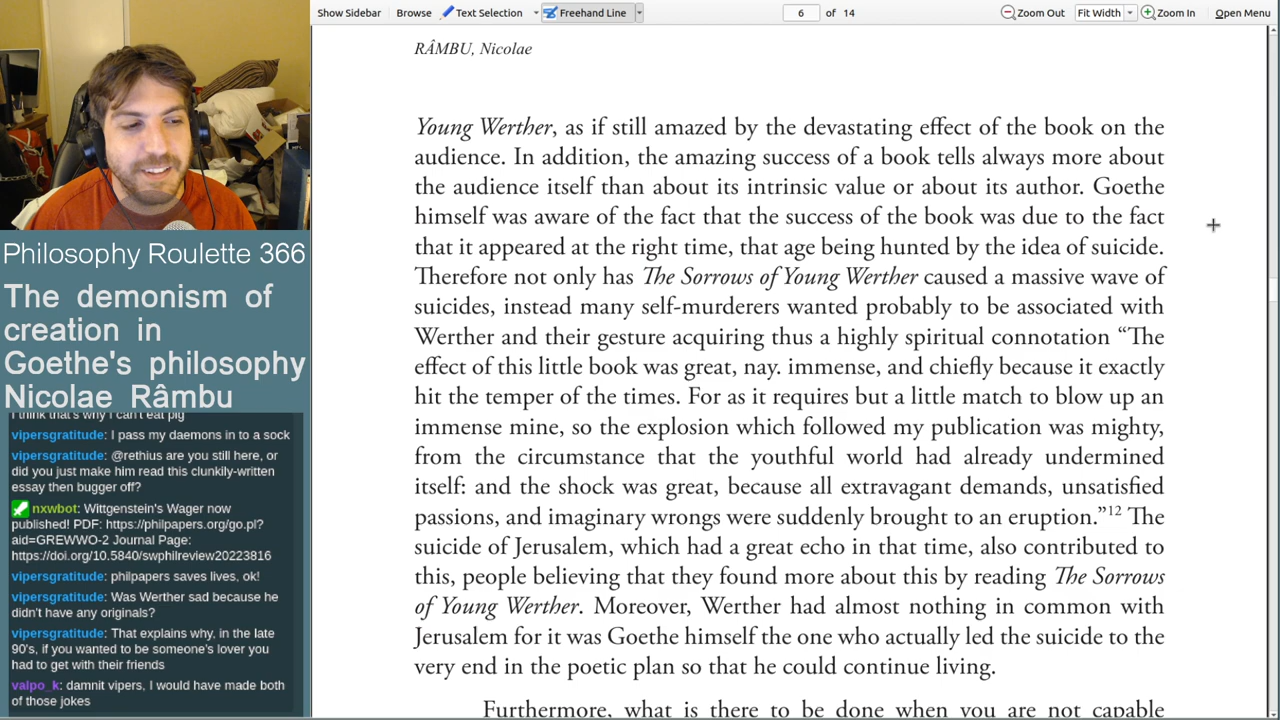 Show Sidebar Browse Text Selection Freehand Line 6 of 14 Zoom Out Fit Width Zoom In Open Menu
RÂMBU, Nicolae
Young Werther, as if still amazed by the devastating effect of the book on the
audience. In addition, the amazing success of a book tells always more about
the audience itself than about its intrinsic value or about its author. Goethe
himself was aware of the fact that the success of the book was due to the fact
that it appeared at the right time, that age being hunted by the idea of suicide.
Therefore not only has The Sorrows of Young Werther caused a massive wave of
suicides, instead many self-murderers wanted probably to be associated with
Werther and their gesture acquiring thus a highly spiritual connotation “The
effect of this little book was great, nay. immense, and chiefly because it exactly
hit the temper of the times. For as it requires but a little match to blow up an
immense mine, so the explosion which followed my publication was mighty,
from the circumstance that the youthful world had already undermined
itself: and the shock was great, because all extravagant demands, unsatisfied
passions, and imaginary wrongs were suddenly brought to an eruption.”12 The
suicide of Jerusalem, which had a great echo in that time, also contributed to
this, people believing that they found more about this by reading The Sorrows
of Young Werther. Moreover, Werther had almost nothing in common with
Jerusalem for it was Goethe himself the one who actually led the suicide to the
very end in the poetic plan so that he could continue living.
Furthermore, what is there to be done when you are not capable
Philosophy Roulette 366
The demonism of
creation in
Goethe's philosophy
Nicolae Râmbu
I think that's why I can't eat pig
vipersgratitude: I pass my daemons in to a sock
vipersgratitude: @rethius are you still here, or
did you just make him read this clunkily-written
essay then bugger off?
nxwbot: Wittgenstein's Wager now
published! PDF: https://philpapers.org/go.pl?
aid=GREWWO-2 Journal Page:
https://doi.org/10.5840/swphilreview20223816
vipersgratitude: philpapers saves lives, ok!
vipersgratitude: Was Werther sad because he
didn't have any originals?
vipersgratitude: That explains why, in the late
90's, if you wanted to be someone's lover you
had to get with their friends
valpo_k: damnit vipers, I would have made both
of those jokes